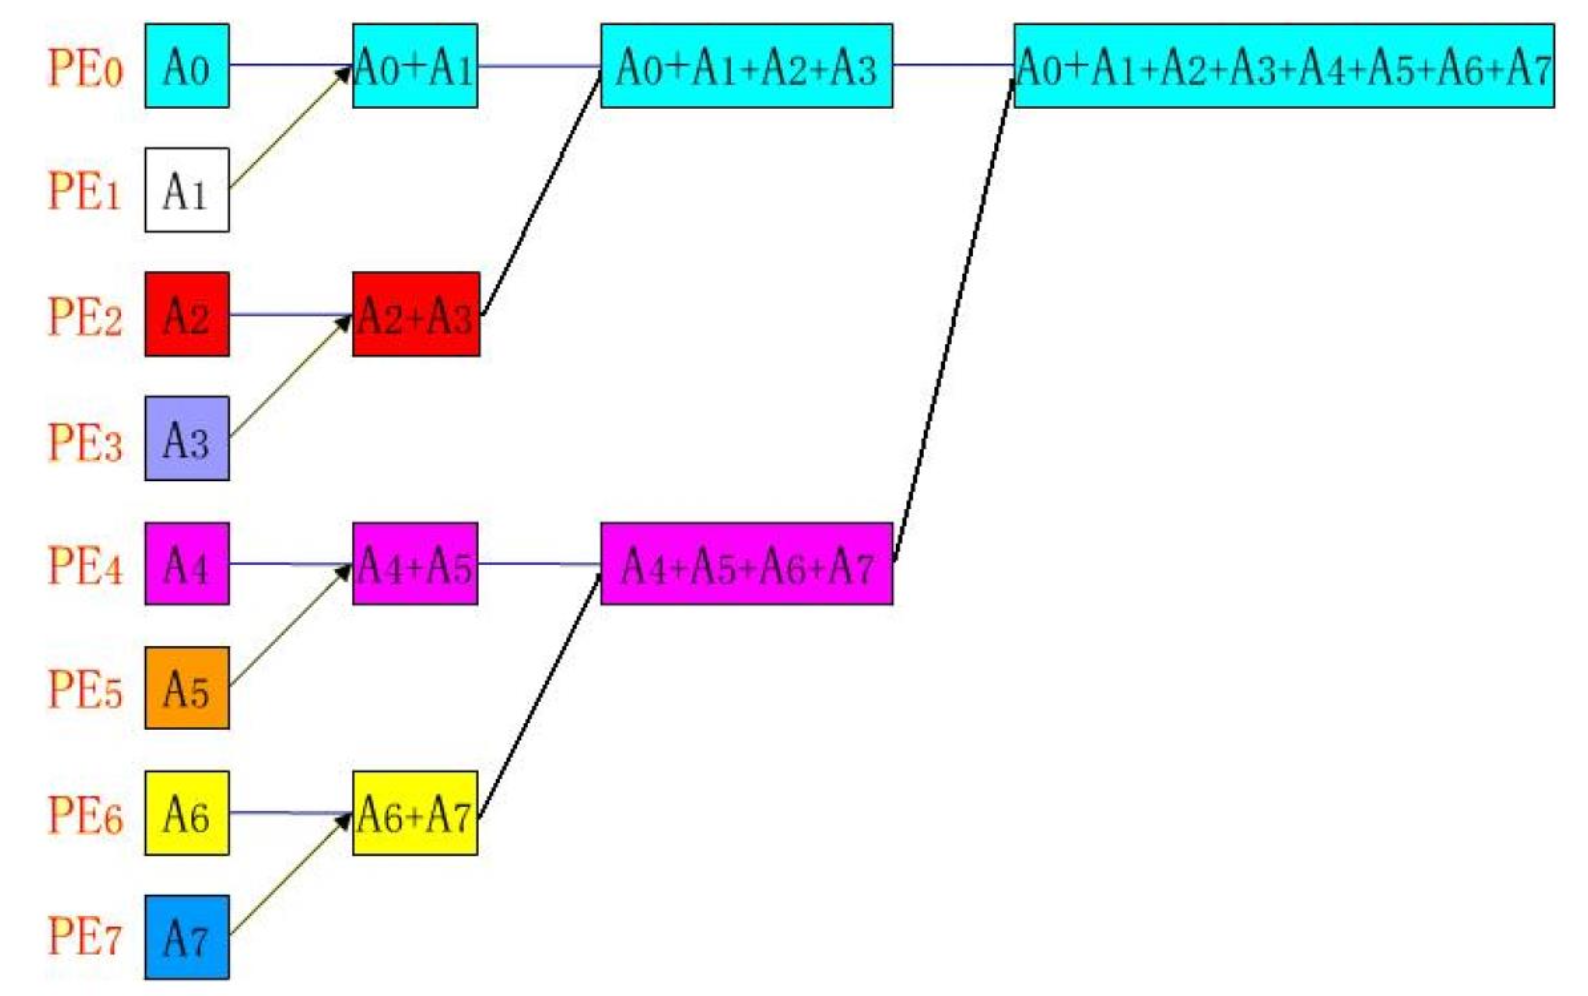 PE0 A0 A0+A1 A0+A1+A2+A3 A0+A1+A2+A3+A4+A5+A6+A7
PE1 A1
PE2 A2 A2+A3
PE3 A3
PE4 A4 A4+A5 A4+A5+A6+A7
PE5 A5
PE6 A6 A6+A7
PE7 A7